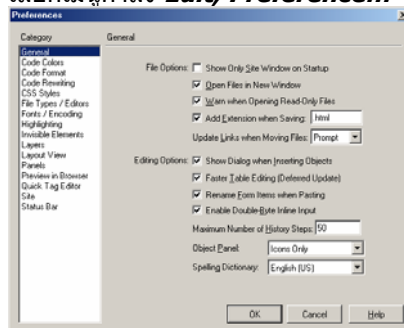 Edit, Preferences...
Preferences
Category
General
General
Code Colors
Code Format
Code Rewriting
CSS Styles
File Types / Editors
Fonts / Encoding
Highlighting
Invisible Elements
Layers
Layout View
Panels
Preview in Browser
Quick Tag Editor
Site
Status Bar
File Options: Show Only Site Window on Startup
Open Files in New Window
Warn when Opening Read-Only Files
Add Extension when Saving: .html
Update Links when Moving Files: Prompt
Editing Options: Show Dialog when Inserting Objects
Faster Table Editing (Deferred Update)
Rename Form Items when Pasting
Enable Double-Byte Inline Input
Maximum Number of History Steps: 50
Object Panel: Icons Only
Spelling Dictionary: English (US)
OK Cancel Help